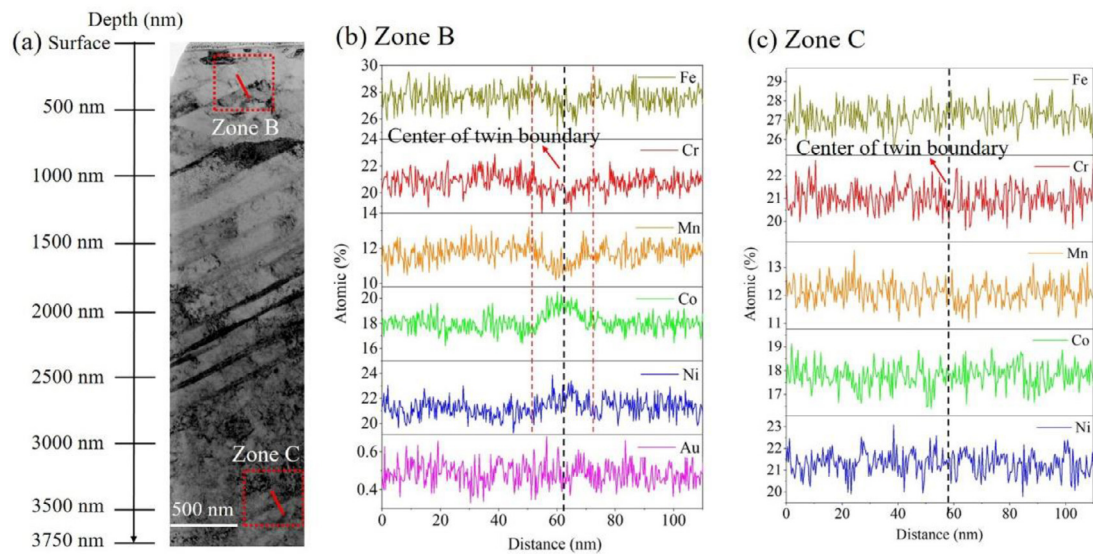 Depth (nm)
(a) Surface
500 nm
1000 nm
1500 nm
2000 nm
2500 nm
3000 nm
3500 nm
3750 nm
Zone B
Zone C
500 nm
(b) Zone B
30
28
26
24
Fe
Center of twin boundary
22
20
Cr
14
12
10
Mn
20
18
16
Co
24
22
20
Ni
0.6
0.4
Au
Atomic (%)
0 20 40 60 80 100
Distance (nm)
(c) Zone C
29
28
27
26
Fe
Center of twin boundary
22
21
20
Cr
13
12
11
Mn
19
18
17
Co
23
22
21
20
Ni
Atomic (%)
0 20 40 60 80 100
Distance (nm)